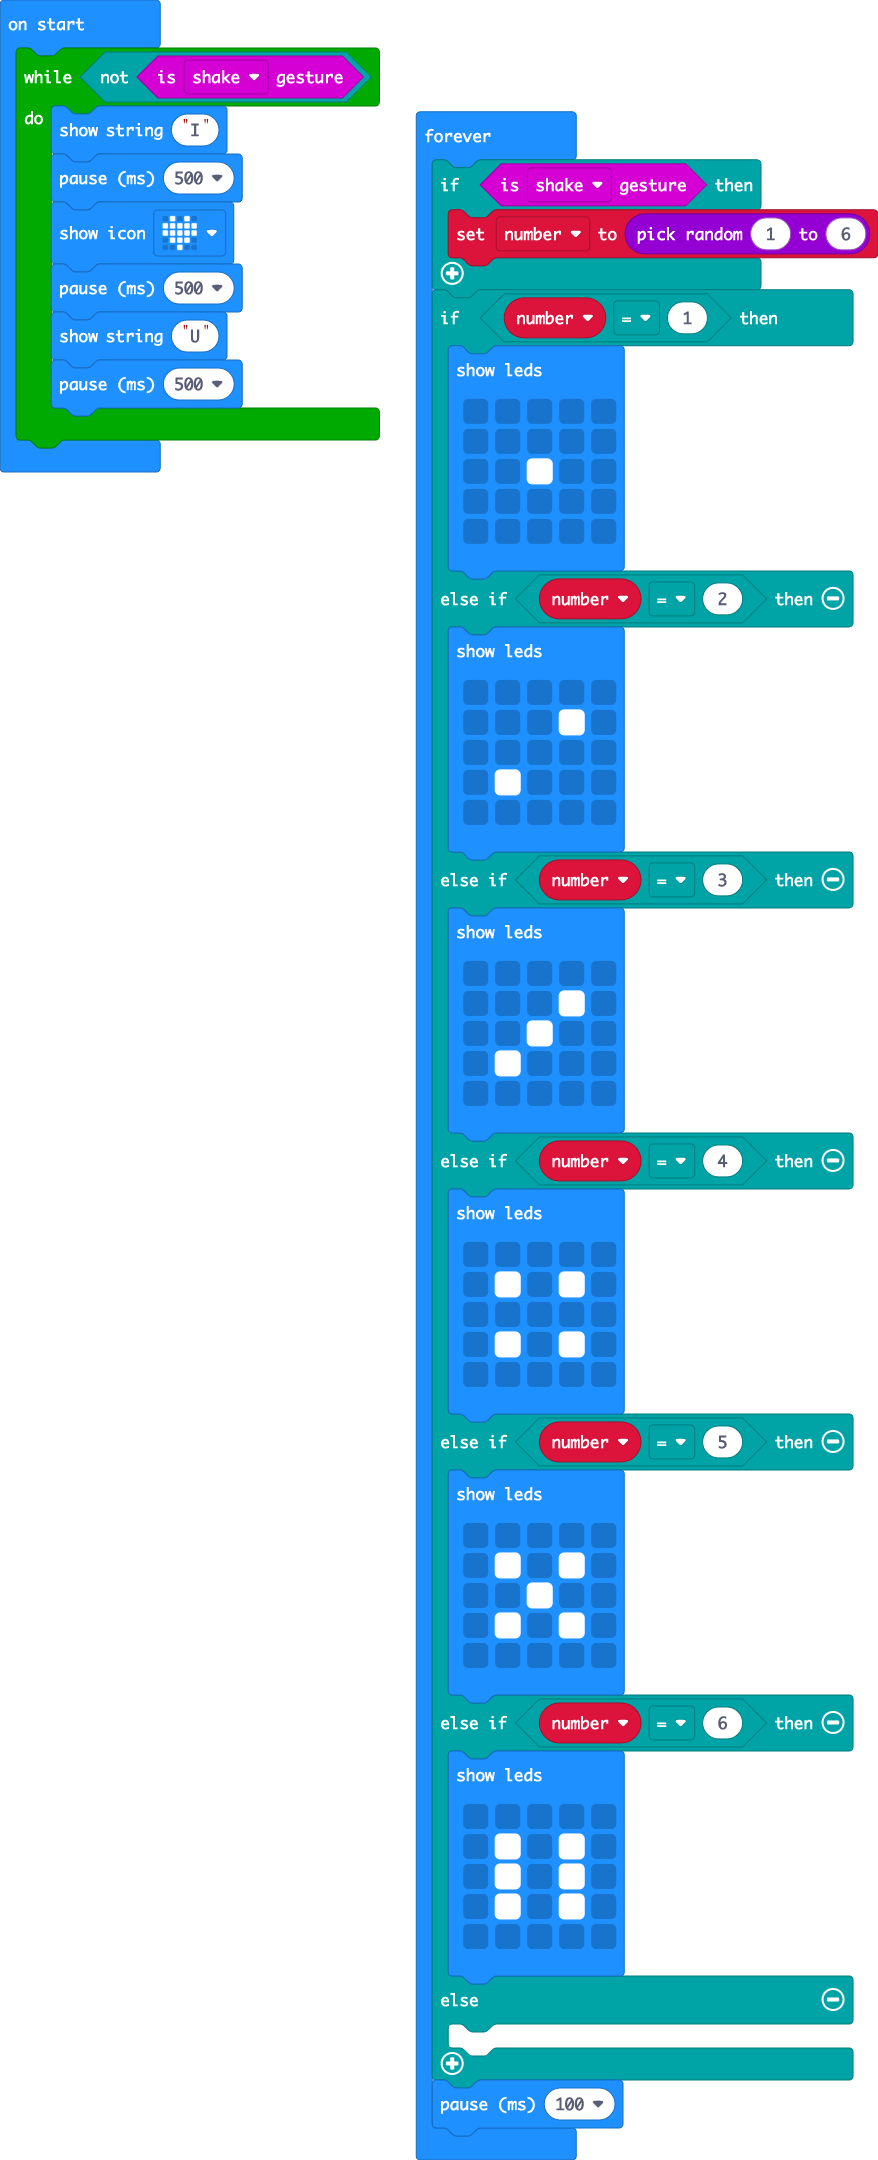 on start
while not is shake gesture
do
show string "I"
pause (ms) 500
show icon
pause (ms) 500
show string "U"
pause (ms) 500
forever
if is shake gesture then
set number to pick random 1 to 6
if number = 1 then
show leds
else if number = 2 then
show leds
else if number = 3 then
show leds
else if number = 4 then
show leds
else if number = 5 then
show leds
else if number = 6 then
show leds
else
pause (ms) 100